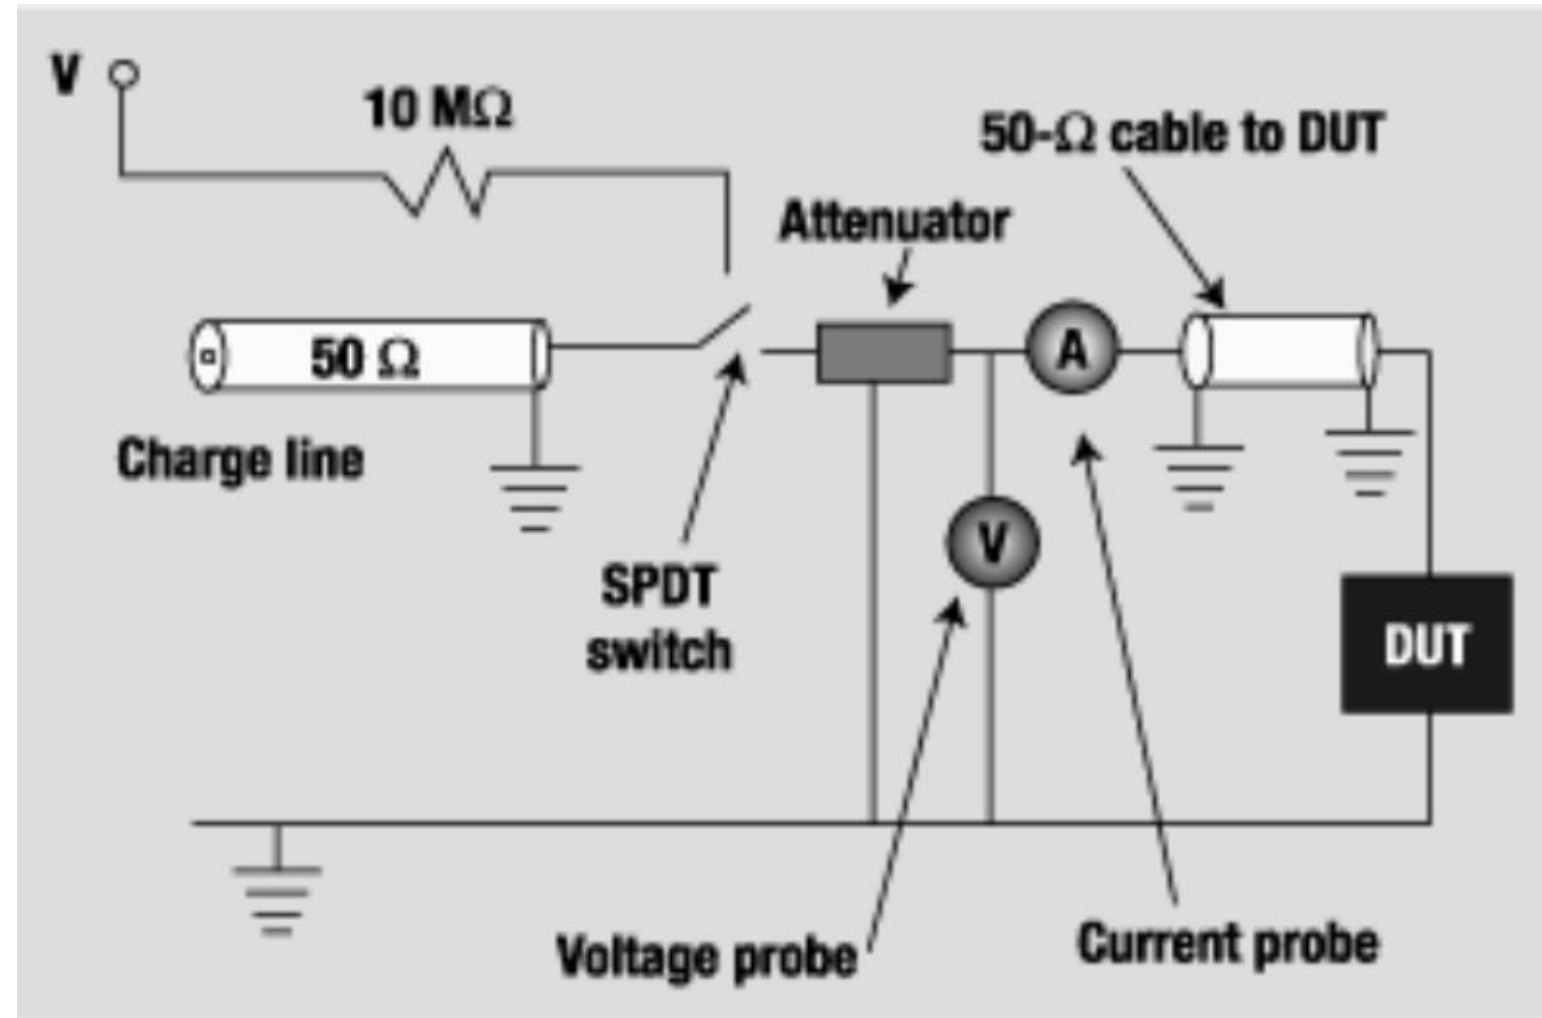 V
10 MΩ
50-Ω cable to DUT
Attenuator
50 Ω
A
Charge line
V
SPDT
switch
DUT
Voltage probe
Current probe